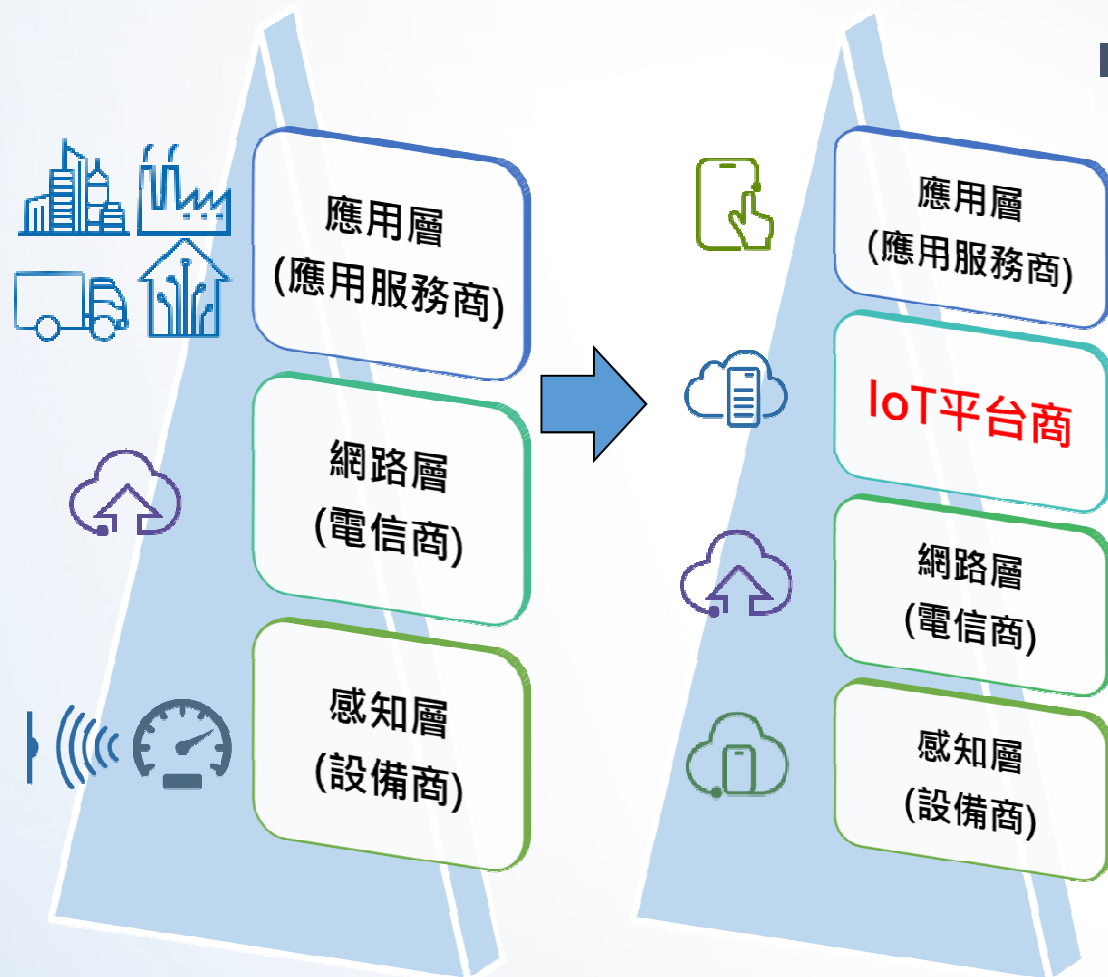 應用層
(應用服務商)
網路層
(電信商)
感知層
(設備商)
應用層
(應用服務商)
IoT平台商
網路層
(電信商)
感知層
(設備商)